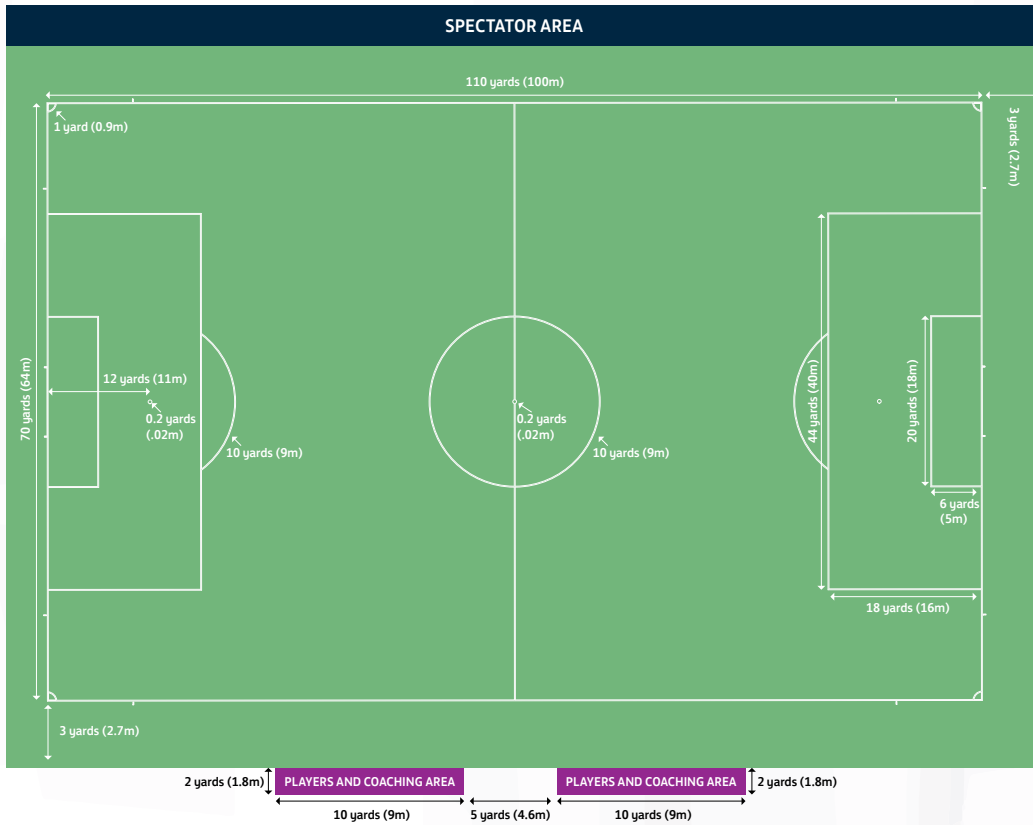 SPECTATOR AREA
110 yards (100m)
1 yard (0.9m)
3 yards (2.7m)
70 yards (64m)
12 yards (11m)
0.2 yards
(.02m)
10 yards (9m)
0.2 yards
(.02m)
10 yards (9m)
44 yards (40m)
20 yards (18m)
6 yards
(5m)
18 yards (16m)
3 yards (2.7m)
2 yards (1.8m)
PLAYERS AND COACHING AREA
PLAYERS AND COACHING AREA
2 yards (1.8m)
10 yards (9m)
5 yards (4.6m)
10 yards (9m)